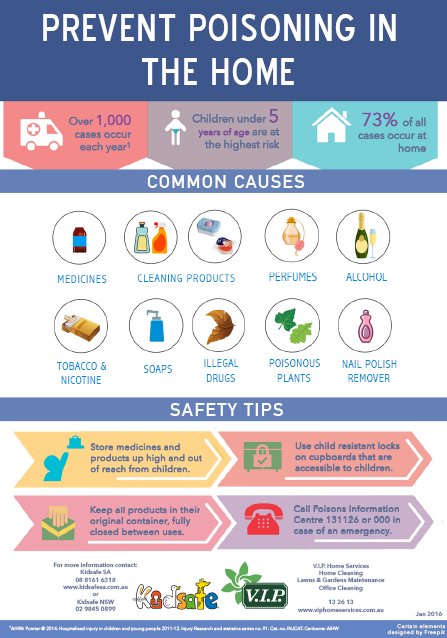 PREVENT POISONING IN
THE HOME
Over 1,000
cases occur
each year¹
Children under 5
years of age are at
the highest risk
73% of all
cases occur at
home
COMMON CAUSES
MEDICINES
CLEANING PRODUCTS
PERFUMES
ALCOHOL
TOBACCO &
NICOTINE
SOAPS
ILLEGAL
DRUGS
POISONOUS
PLANTS
NAIL POLISH
REMOVER
SAFETY TIPS
Store medicines and
products up high and out
of reach from children.
Use child resistant locks
on cupboards that are
accessible to children.
Keep all products in their
original container, fully
closed between uses.
Call Poisons Information
Centre 131126 or 000 in
case of an emergency.
For more information contact:
Kidsafe SA
08 8161 6318
www.kidsafesa.com.au
or
Kidsafe NSW
02 9845 0899
Kidsafe
V.I.P.
V.I.P. Home Services
Home Cleaning
Lawns & Gardens Maintenance
Office Cleaning
13 26 13
www.viphomeservices.com.au
Jan 2016
¹AIHW: Pointer © 2014. Hospitalised injury in children and young people 2011-12. Injury Research and statistics series no. 91. Cat. no. INJCAT. Canberra: AIHW
Certain elements
designed by Freepik